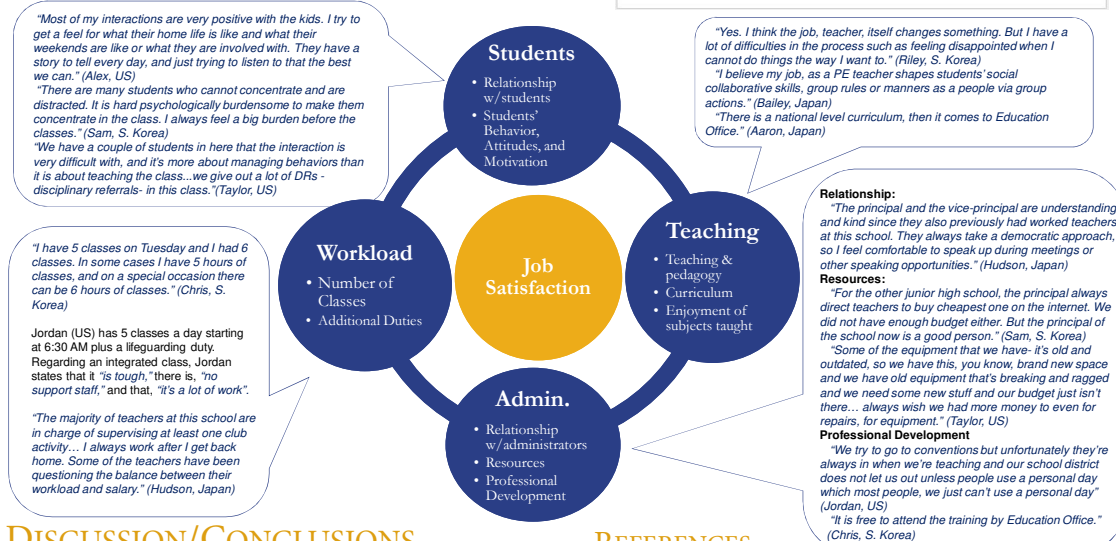 “Most of my interactions are very positive with the kids. I try to
get a feel for what their home life is like and what their
weekends are like or what they are involved with. They have a
story to tell every day, and just trying to listen to that the best
we can.” (Alex, US)
“There are many students who cannot concentrate and are
distracted. It is hard psychologically burdensome to make them
concentrate in the class. I always feel a big burden before the
classes.” (Sam, S. Korea)
“We have a couple of students in here that the interaction is
very difficult with, and it’s more about managing behaviors than
it is about teaching the class...we give out a lot of DRs -
disciplinary referrals- in this class.”(Taylor, US)
Students
• Relationship
w/students
• Students’
Behavior,
Attitudes, and
Motivation
“Yes. I think the job, teacher, itself changes something. But I have a
lot of difficulties in the process such as feeling disappointed when I
cannot do things the way I want to.” (Riley, S. Korea)
“I believe my job, as a PE teacher shapes students’ social
collaborative skills, group rules or manners as a people via group
actions.” (Bailey, Japan)
“There is a national level curriculum, then it comes to Education
Office.” (Aaron, Japan)
“I have 5 classes on Tuesday and I had 6
classes. In some cases I have 5 hours of
classes, and on a special occasion there
can be 6 hours of classes.” (Chris, S.
Korea)
Jordan (US) has 5 classes a day starting
at 6:30 AM plus a lifeguarding duty.
Regarding an integrated class, Jordan
states that it “is tough,” there is, “no
support staff,” and that, “it’s a lot of work”.
“The majority of teachers at this school are
in charge of supervising at least one club
activity… I always work after I get back
home. Some of the teachers have been
questioning the balance between their
workload and salary.” (Hudson, Japan)
Workload
• Number of
Classes
• Additional Duties
Job
Satisfaction
Teaching
• Teaching &
pedagogy
• Curriculum
• Enjoyment of
subjects taught
Admin.
• Relationship
w/administrators
• Resources
• Professional
Development
Relationship:
“The principal and the vice-principal are understanding
and kind since they also previously had worked teachers
at this school. They always take a democratic approach,
so I feel comfortable to speak up during meetings or
other speaking opportunities.” (Hudson, Japan)
Resources:
“For the other junior high school, the principal always
direct teachers to buy cheapest one on the internet. We
did not have enough budget either. But the principal of
the school now is a good person.” (Sam, S. Korea)
“Some of the equipment that we have- it’s old and
outdated, so we have this, you know, brand new space
and we have old equipment that’s breaking and ragged
and we need some new stuff and our budget just isn’t
there… always wish we had more money to even for
repairs, for equipment.” (Taylor, US)
Professional Development
“We try to go to conventions but unfortunately they’re
always in when we’re teaching and our school district
does not let us out unless people use a personal day
which most people, we just can’t use a personal day”
(Jordan, US)
“It is free to attend the training by Education Office.”
(Chris, S. Korea)
DISCUSSION/CONCLUSIONS
REFERENCES